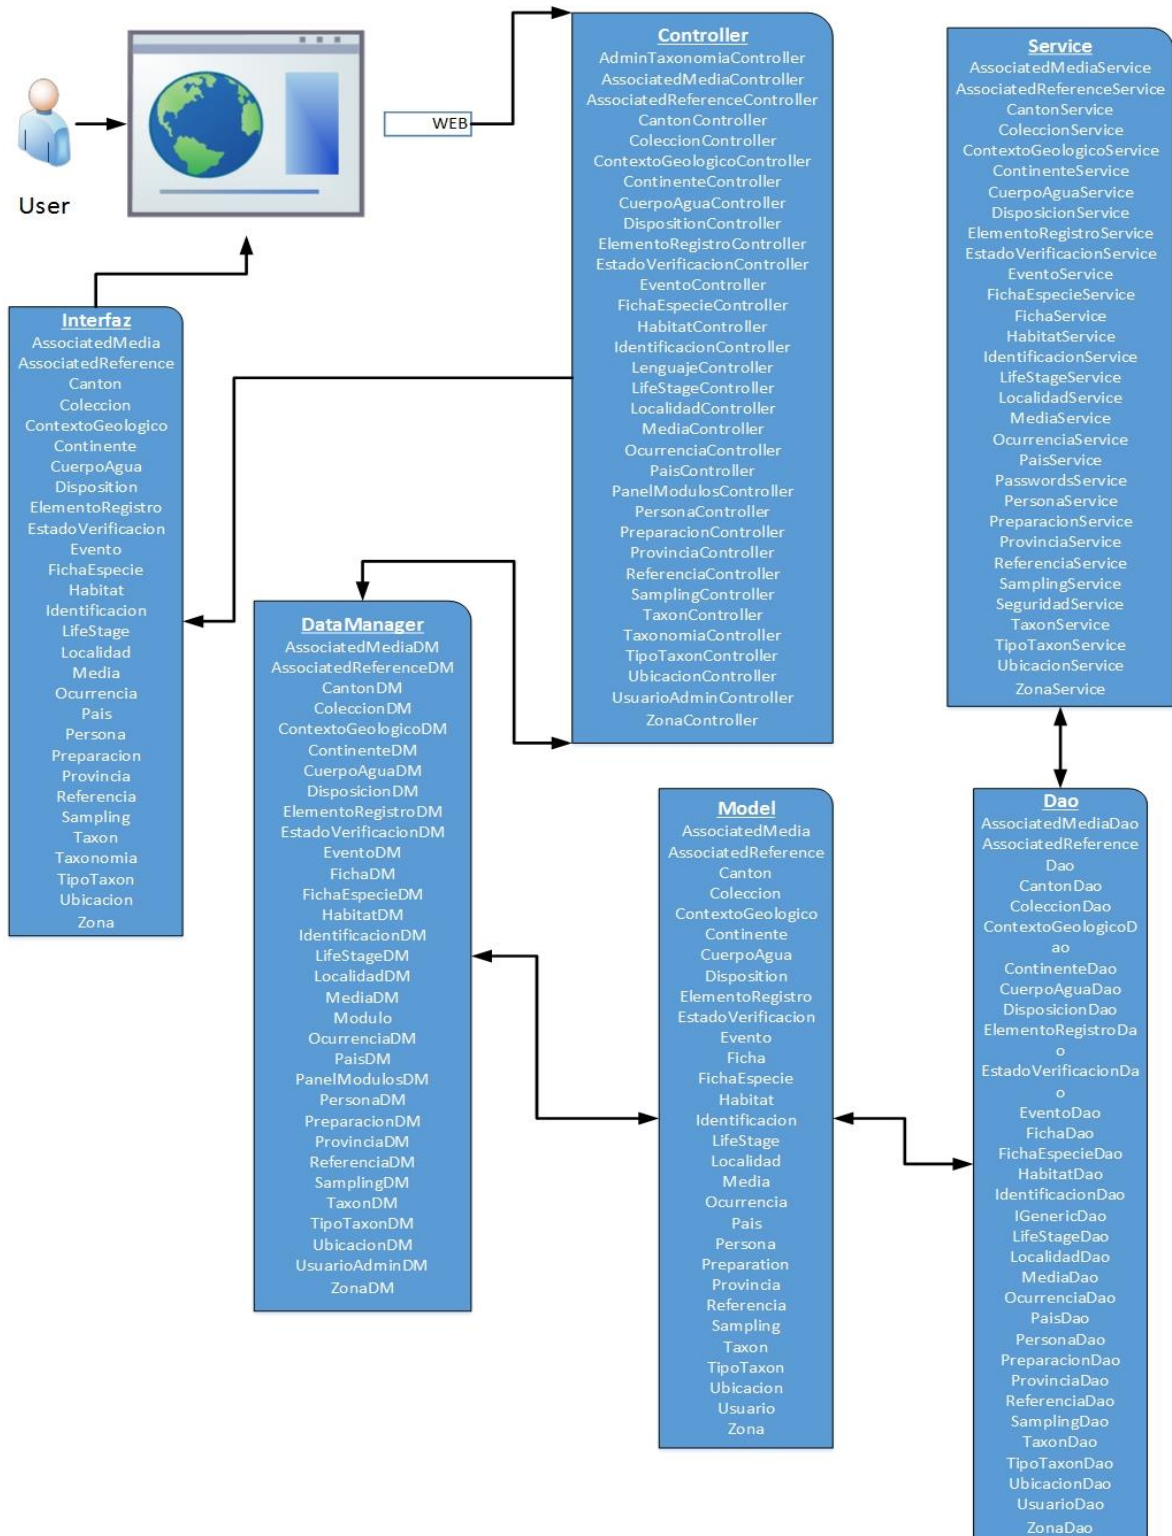 User
WEB
Controller
AdminTaxonomiaController
AssociatedMediaController
AssociatedReferenceController
CantonController
ColeccionController
ContextoGeologicoController
ContinenteController
CuerpoAguaController
DispositionController
ElementoRegistroController
EstadoVerificacionController
EventoController
FichaEspecieController
HabitatController
IdentificacionController
LenguajeController
LifeStageController
LocalidadController
MediaController
OcurrenciaController
PaisController
PanelModulosController
PersonaController
PreparacionController
ProvinciaController
ReferenciaController
SamplingController
TaxonController
TaxonomiaController
TipoTaxonController
UbicacionController
UsuarioAdminController
ZonaController
Service
AssociatedMediaService
AssociatedReferenceService
CantonService
ColeccionService
ContextoGeologicoService
ContinenteService
CuerpoAguaService
DisposicionService
ElementoRegistroService
EstadoVerificacionService
EventoService
FichaEspecieService
FichaService
HabitatService
IdentificacionService
LifeStageService
LocalidadService
MediaService
OcurrenciaService
PaisService
PasswordsService
PersonaService
PreparacionService
ProvinciaService
ReferenciaService
SamplingService
SeguridadService
TaxonService
TipoTaxonService
UbicacionService
ZonaService
Interfaz
AssociatedMedia
AssociatedReference
Canton
Coleccion
ContextoGeologico
Continente
CuerpoAgua
Disposition
ElementoRegistro
EstadoVerificacion
Evento
FichaEspecie
Habitat
Identificacion
LifeStage
Localidad
Media
Ocurrencia
Pais
Persona
Preparacion
Provincia
Referencia
Sampling
Taxon
Taxonomia
TipoTaxon
Ubicacion
Zona
DataManager
AssociatedMediaDM
AssociatedReferenceDM
CantonDM
ColeccionDM
ContextoGeologicoDM
ContinenteDM
CuerpoAguaDM
DisposicionDM
ElementoRegistroDM
EstadoVerificacionDM
EventoDM
FichaDM
FichaEspecieDM
HabitatDM
IdentificacionDM
LifeStageDM
LocalidadDM
MediaDM
Modulo
OcurrenciaDM
PaisDM
PanelModulosDM
PersonaDM
PreparacionDM
ProvinciaDM
ReferenciaDM
SamplingDM
TaxonDM
TipoTaxonDM
UbicacionDM
UsuarioAdminDM
ZonaDM
Model
AssociatedMedia
AssociatedReference
Canton
Coleccion
ContextoGeologico
Continente
CuerpoAgua
Disposition
ElementoRegistro
EstadoVerificacion
Evento
Ficha
FichaEspecie
Habitat
Identificacion
LifeStage
Localidad
Media
Ocurrencia
Pais
Persona
Preparation
Provincia
Referencia
Sampling
Taxon
TipoTaxon
Ubicacion
Usuario
Zona
Dao
AssociatedMediaDao
AssociatedReference
Dao
CantonDao
ColeccionDao
ContextoGeologicoD
ao
ContinenteDao
CuerpoAguaDao
DisposicionDao
ElementoRegistroDa
o
EstadoVerificacionDa
o
EventoDao
FichaDao
FichaEspecieDao
HabitatDao
IdentificacionDao
IGenericDao
LifeStageDao
LocalidadDao
MediaDao
OcurrenciaDao
PaisDao
PersonaDao
PreparacionDao
ProvinciaDao
ReferenciaDao
SamplingDao
TaxonDao
TipoTaxonDao
UbicacionDao
UsuarioDao
ZonaDao